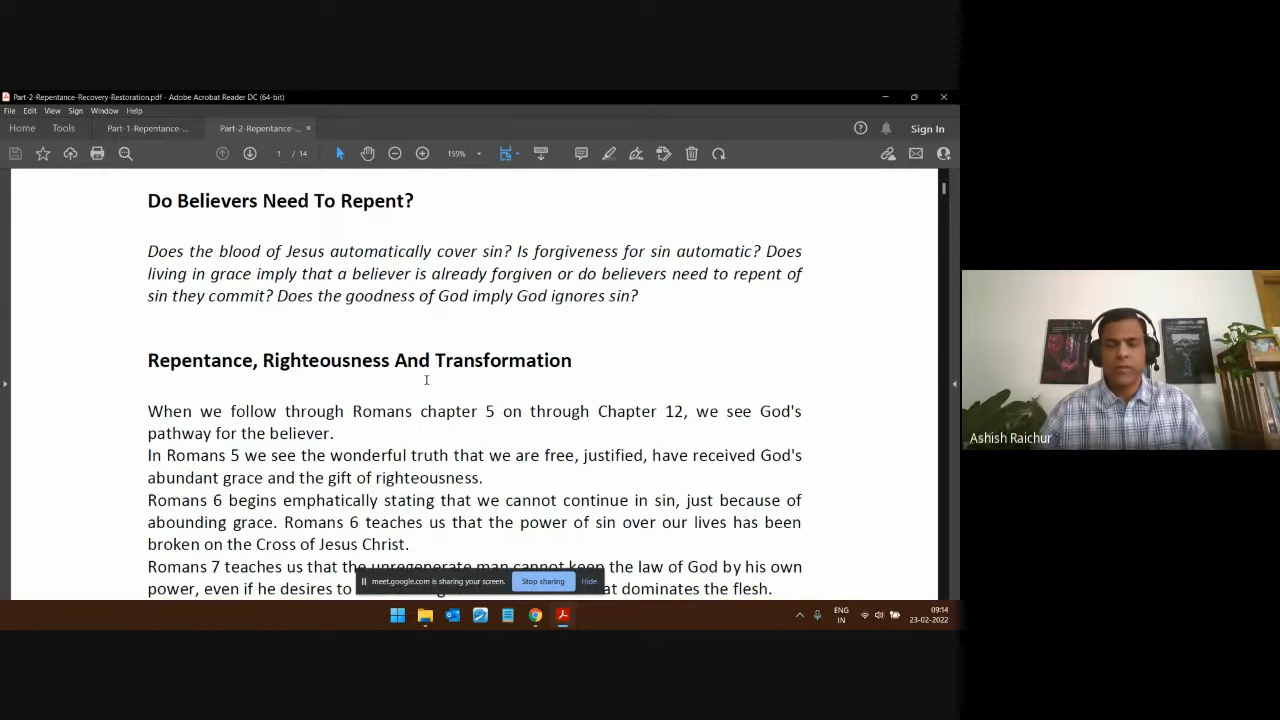 Part-2-Repentance-Recovery-Restoration.pdf - Adobe Acrobat Reader DC (64-bit)
File Edit View Sign Window Help
Home Tools Part-1-Repentance-... Part-2-Repentance-... × Sign In
1 / 14 159%
Do Believers Need To Repent?
Does the blood of Jesus automatically cover sin? Is forgiveness for sin automatic? Does
living in grace imply that a believer is already forgiven or do believers need to repent of
sin they commit? Does the goodness of God imply God ignores sin?
Repentance, Righteousness And Transformation
When we follow through Romans chapter 5 on through Chapter 12, we see God's
pathway for the believer.
In Romans 5 we see the wonderful truth that we are free, justified, have received God's
abundant grace and the gift of righteousness.
Romans 6 begins emphatically stating that we cannot continue in sin, just because of
abounding grace. Romans 6 teaches us that the power of sin over our lives has been
broken on the Cross of Jesus Christ.
Romans 7 teaches us that the unregenerate man cannot keep the law of God by his own
power, even if he desires to at dominates the flesh.
meet.google.com is sharing your screen. Stop sharing Hide
ENG
IN
09:14
23-02-2022
Ashish Raichur